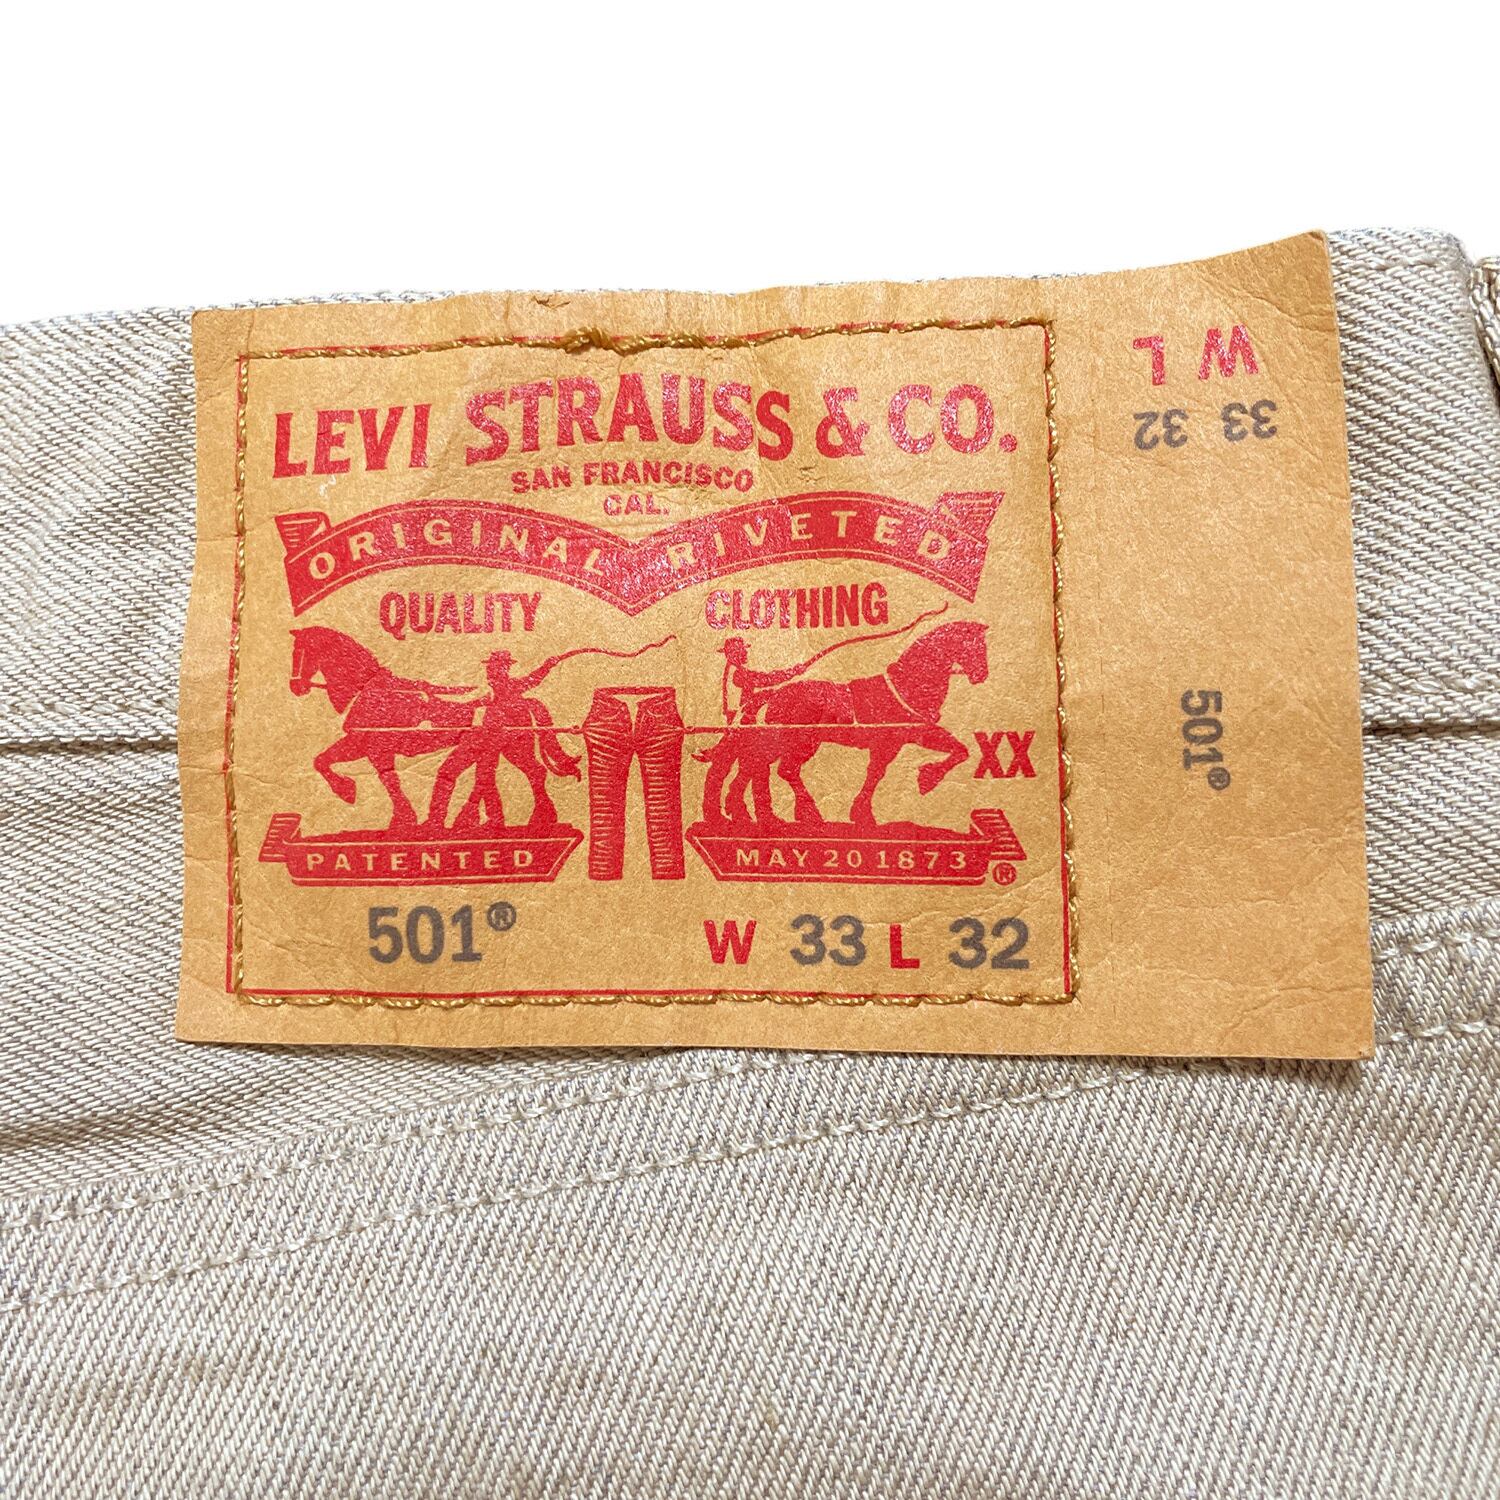 LEVI STRAUSS & CO.
SAN FRANCISCO
CAL.
ORIGINAL RIVETED
QUALITY CLOTHING
XX
PATENTED MAY 20 1873 ®
501® W 33 L 32
W L
33 32
501®